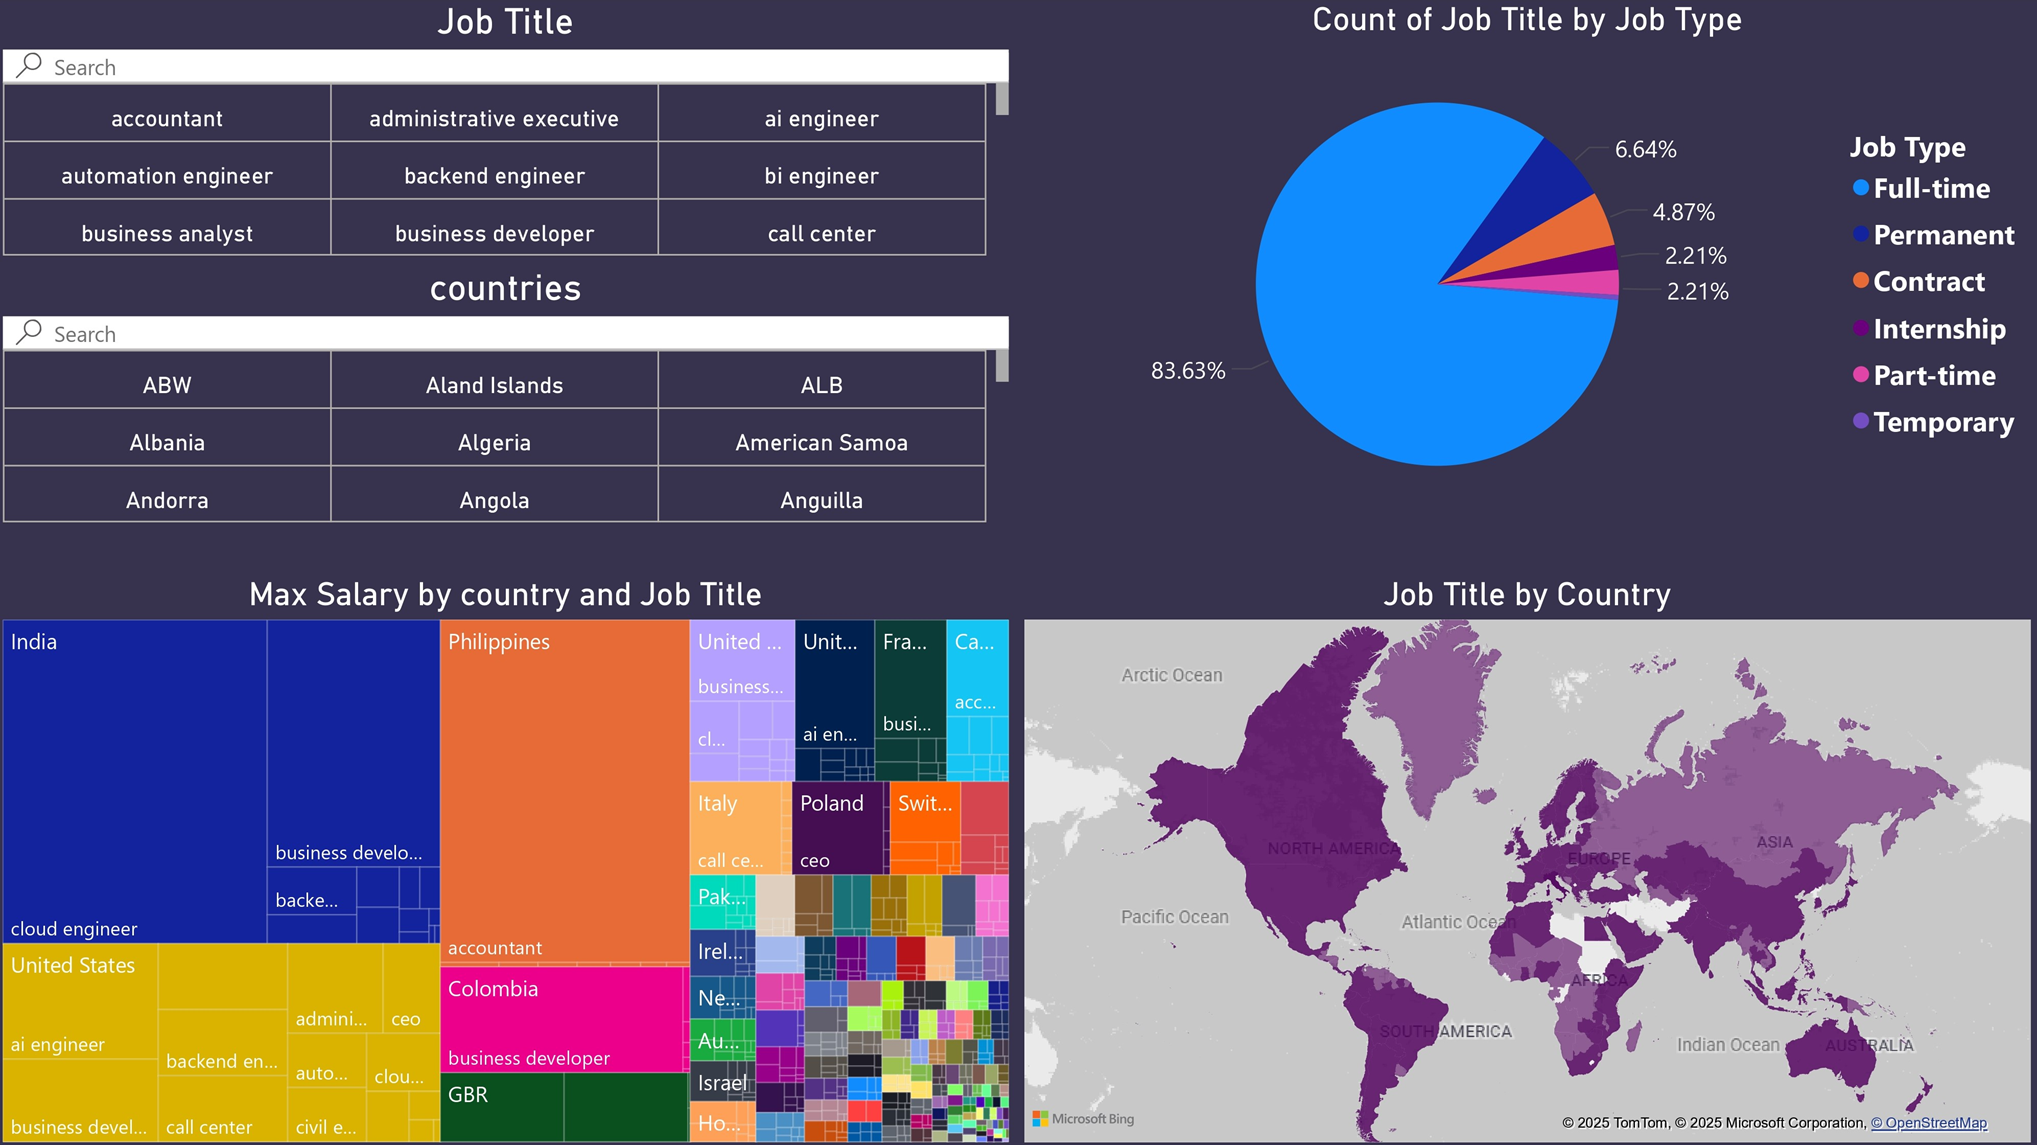 Job Title
Search
accountant
administrative executive
ai engineer
automation engineer
backend engineer
bi engineer
business analyst
business developer
call center
countries
Search
ABW
Aland Islands
ALB
Albania
Algeria
American Samoa
Andorra
Angola
Anguilla
Count of Job Title by Job Type
6.64%
4.87%
2.21%
2.21%
83.63%
Job Type
Full-time
Permanent
Contract
Internship
Part-time
Temporary
Max Salary by country and Job Title
India
cloud engineer
business develo...
backe...
United States
ai engineer
business devel...
backend en...
call center
admini...
ceo
auto...
clou...
civil e...
Philippines
accountant
Colombia
business developer
GBR
United ...
business...
cl...
Unit...
ai en...
Fra...
busi...
Ca...
acc...
Italy
call ce...
Poland
ceo
Swit...
Pak...
Irel...
Ne...
Au...
Israel
Ho...
Job Title by Country
Arctic Ocean
NORTH AMERICA
EUROPE
ASIA
Pacific Ocean
Atlantic Ocean
AFRICA
SOUTH AMERICA
Indian Ocean
AUSTRALIA
Microsoft Bing
© 2025 TomTom, © 2025 Microsoft Corporation, © OpenStreetMap